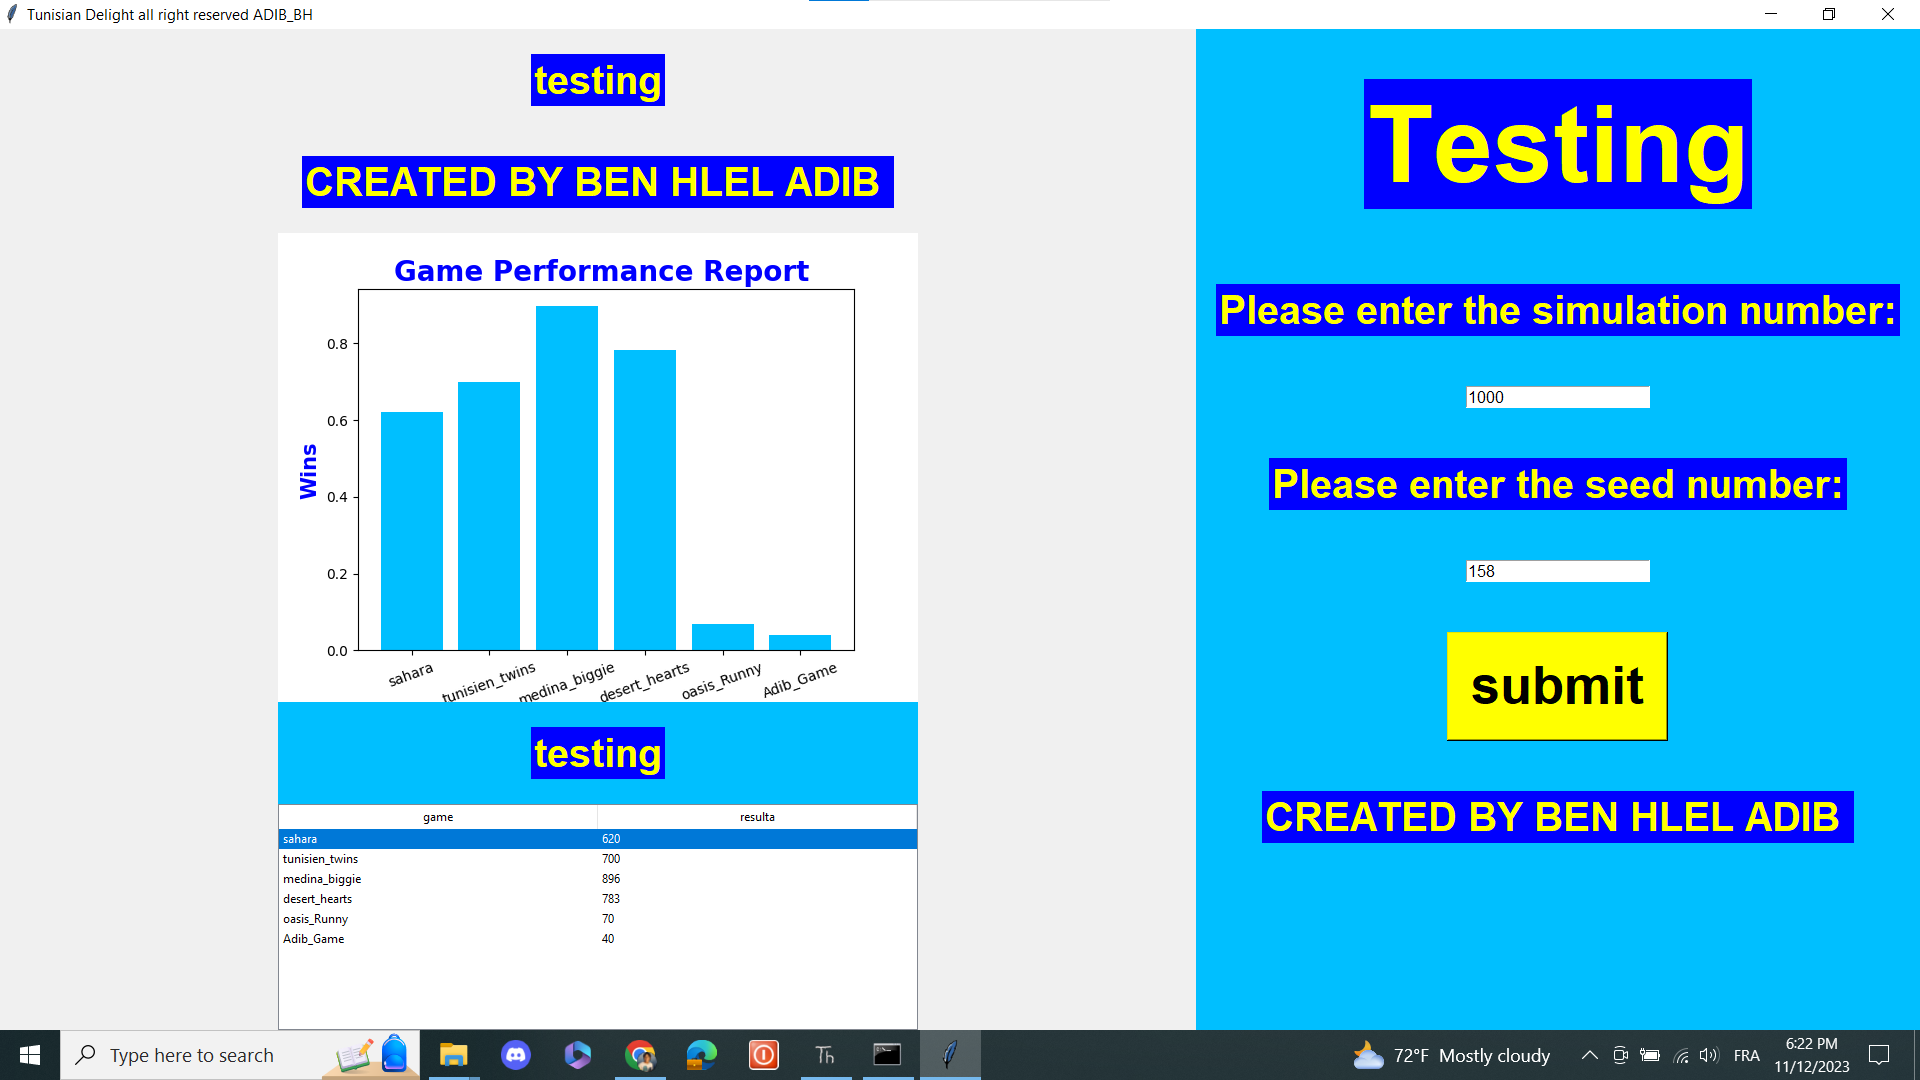 Tunisian Delight all right reserved ADIB_BH
testing
CREATED BY BEN HLEL ADIB
Game Performance Report
Wins
0.8
0.6
0.4
0.2
0.0
sahara
tunisien_twins
medina_biggie
desert_hearts
oasis_Runny
Adib_Game
testing
game resulta
sahara 620
tunisien_twins 700
medina_biggie 896
desert_hearts 783
oasis_Runny 70
Adib_Game 40
Testing
Please enter the simulation number:
1000
Please enter the seed number:
158
submit
CREATED BY BEN HLEL ADIB
Type here to search
Th
72°F Mostly cloudy
FRA
6:22 PM
11/12/2023